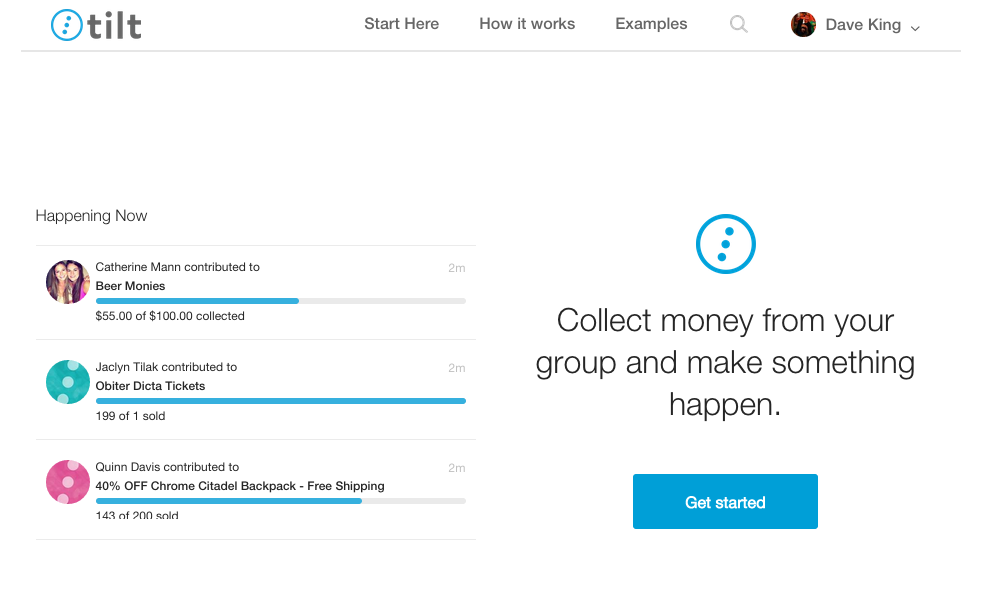 tilt
Start Here
How it works
Examples
Dave King
Happening Now
Catherine Mann contributed to
2m
Beer Monies
$55.00 of $100.00 collected
Jaclyn Tilak contributed to
2m
Obiter Dicta Tickets
199 of 1 sold
Quinn Davis contributed to
2m
40% OFF Chrome Citadel Backpack - Free Shipping
143 of 200 sold
Collect money from your
group and make something
happen.
Get started